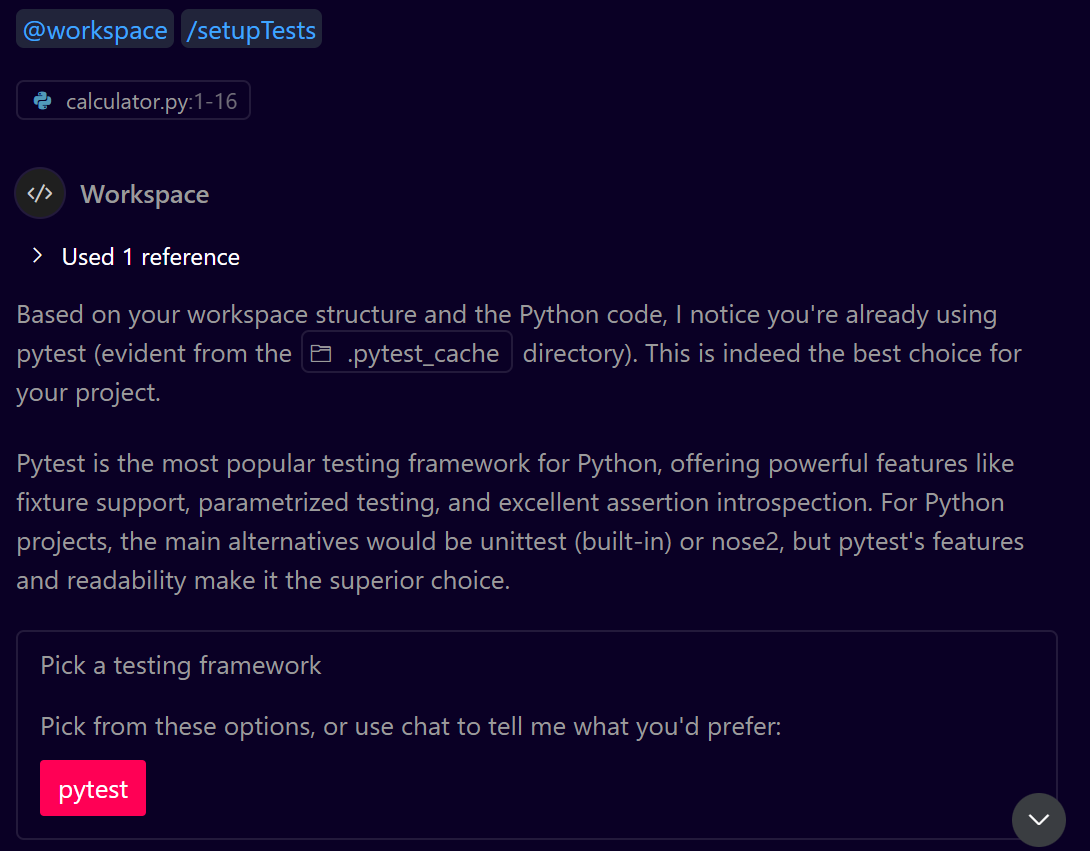 @workspace /setupTests
calculator.py:1-16
</> Workspace
Used 1 reference
Based on your workspace structure and the Python code, I notice you're already using
pytest (evident from the .pytest_cache directory). This is indeed the best choice for
your project.
Pytest is the most popular testing framework for Python, offering powerful features like
fixture support, parametrized testing, and excellent assertion introspection. For Python
projects, the main alternatives would be unittest (built-in) or nose2, but pytest's features
and readability make it the superior choice.
Pick a testing framework
Pick from these options, or use chat to tell me what you'd prefer:
pytest